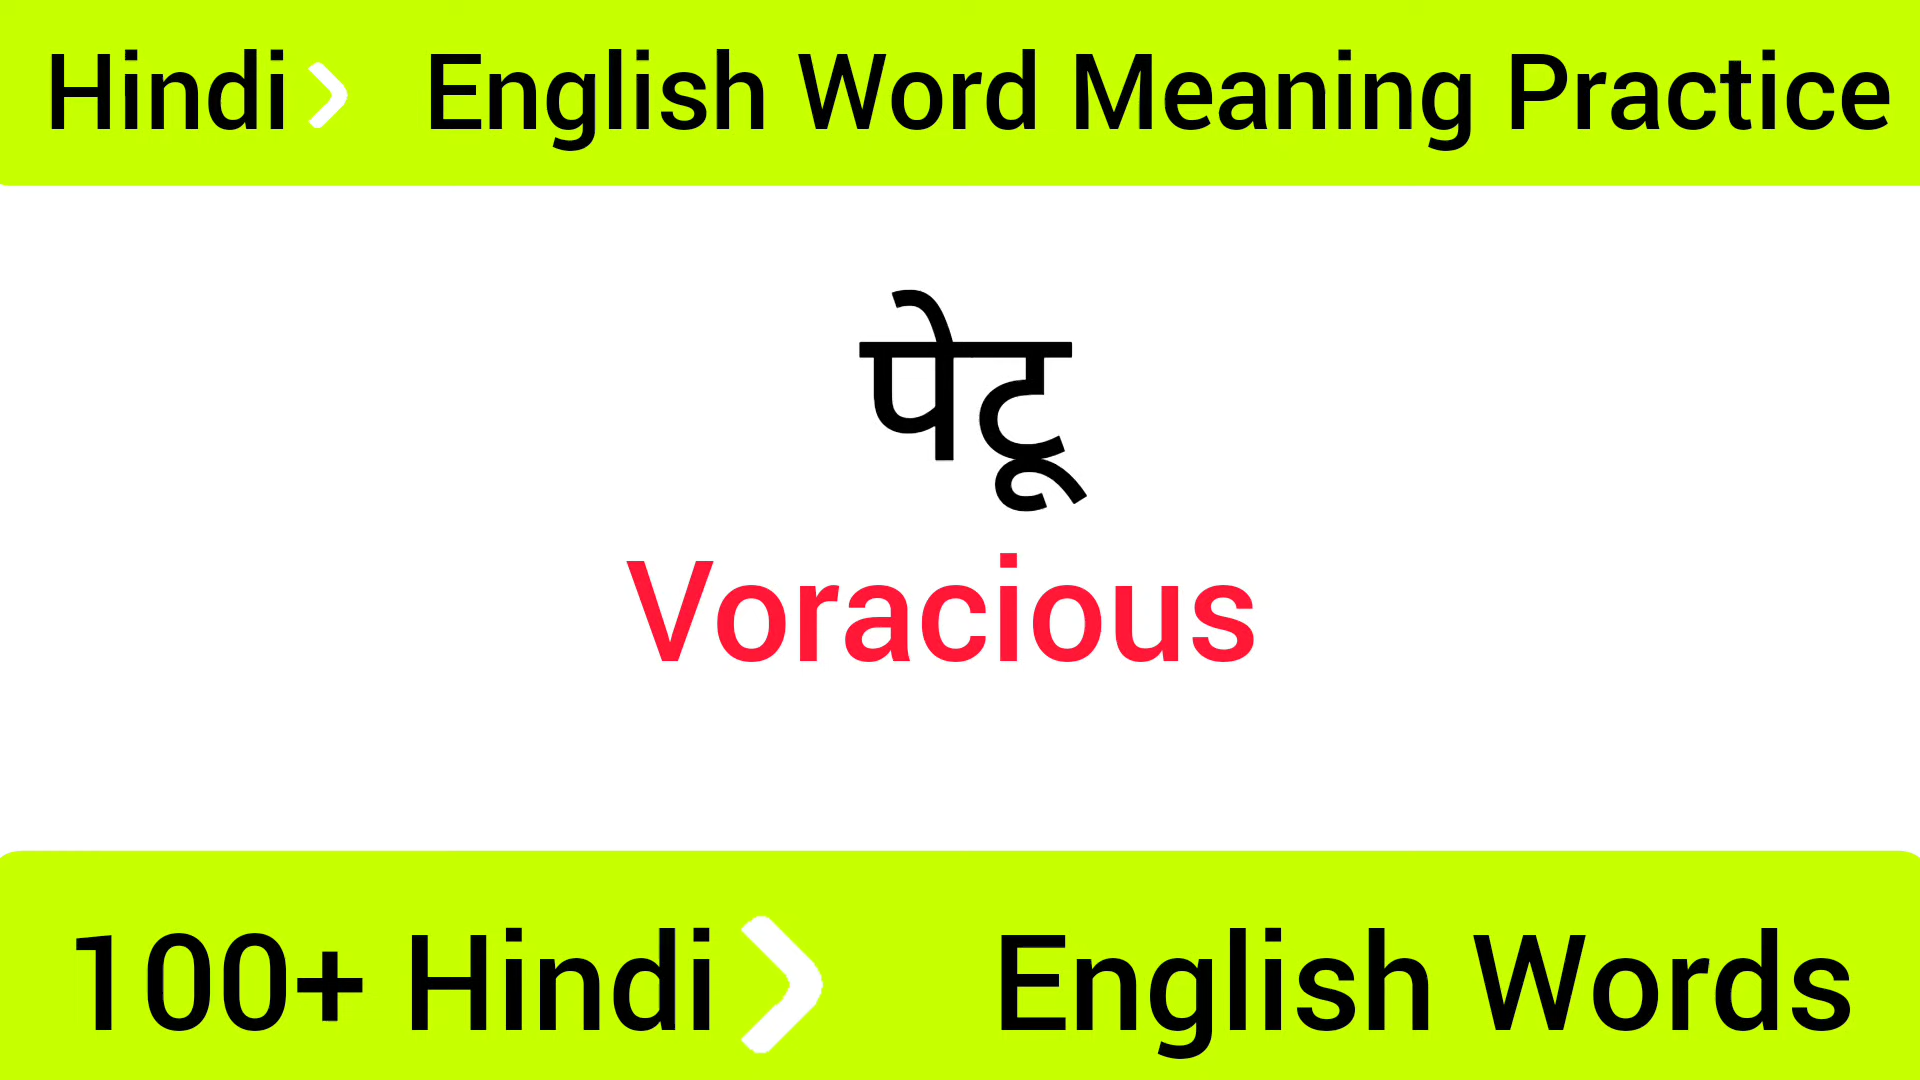 Hindi > English Word Meaning Practice
पेटू
Voracious
100+ Hindi > English Words